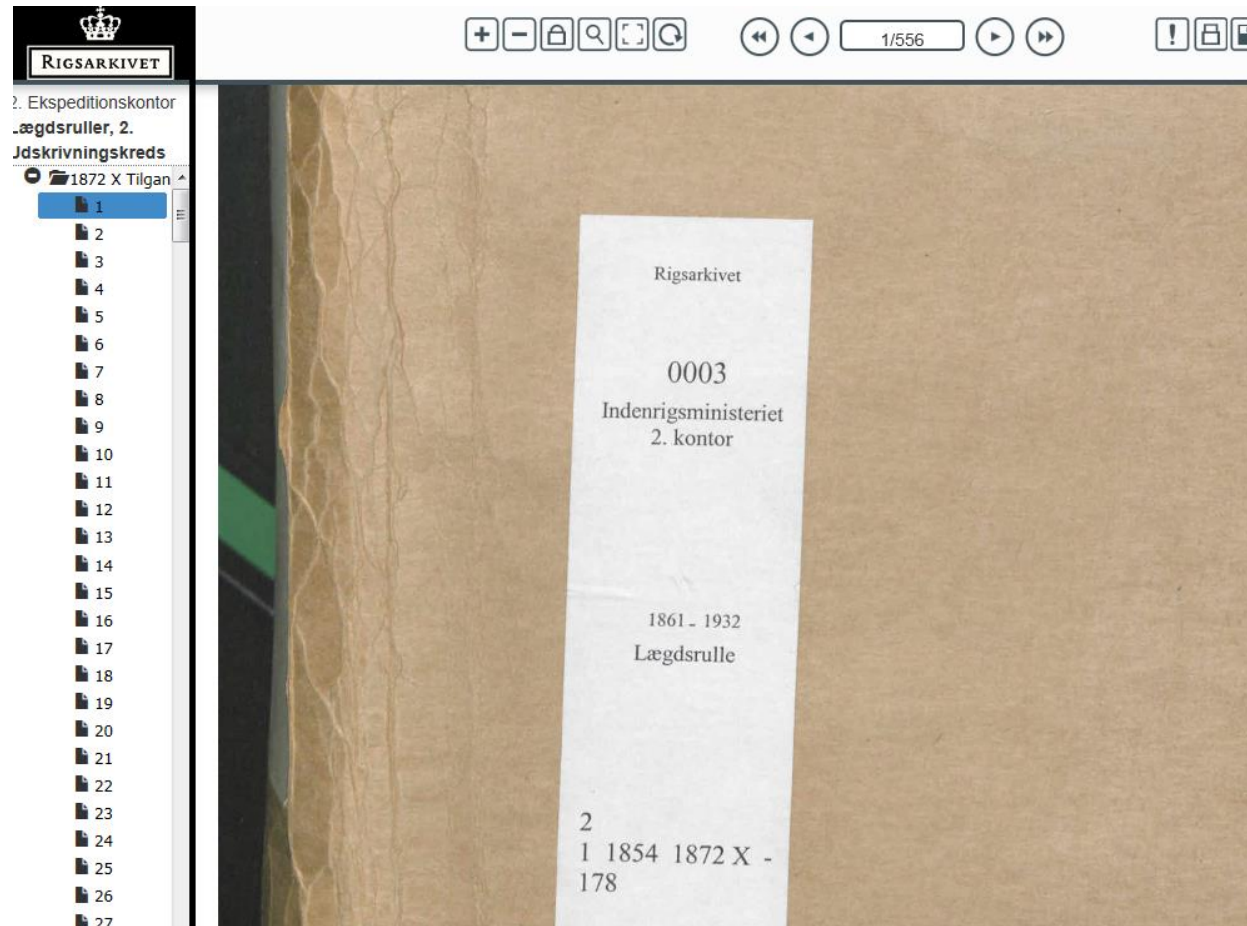 RIGSARKIVET
1/556
2. Ekspeditionskontor
Lægdsruller, 2.
Udskrivningskreds
1872 X Tilgan
1
2
3
4
5
6
7
8
9
10
11
12
13
14
15
16
17
18
19
20
21
22
23
24
25
26
27
Rigsarkivet
0003
Indenrigsministeriet
2. kontor
1861 - 1932
Lægdsrulle
2
1 1854 1872 X -
178